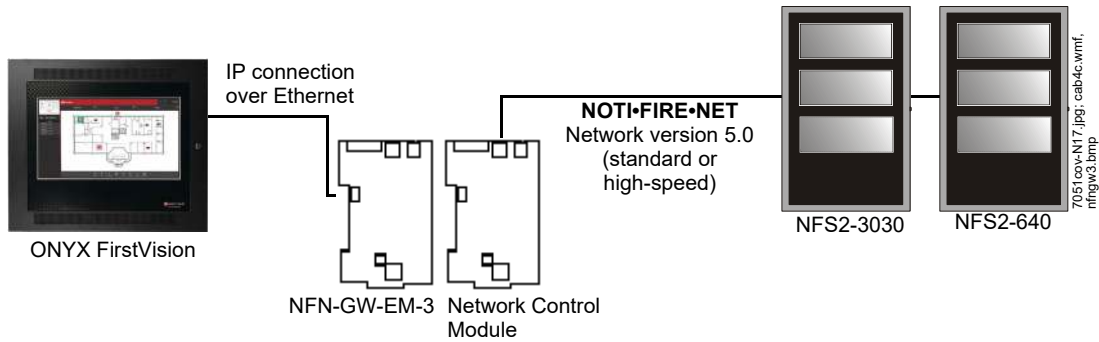 IP connection
over Ethernet
NOTI•FIRE•NET
Network version 5.0
(standard or
high-speed)
ONYX FirstVision
NFN-GW-EM-3
Network Control
Module
NFS2-3030
NFS2-640
7051cov-N17.jpg; cab4c.wmf,
nfngw3.bmp